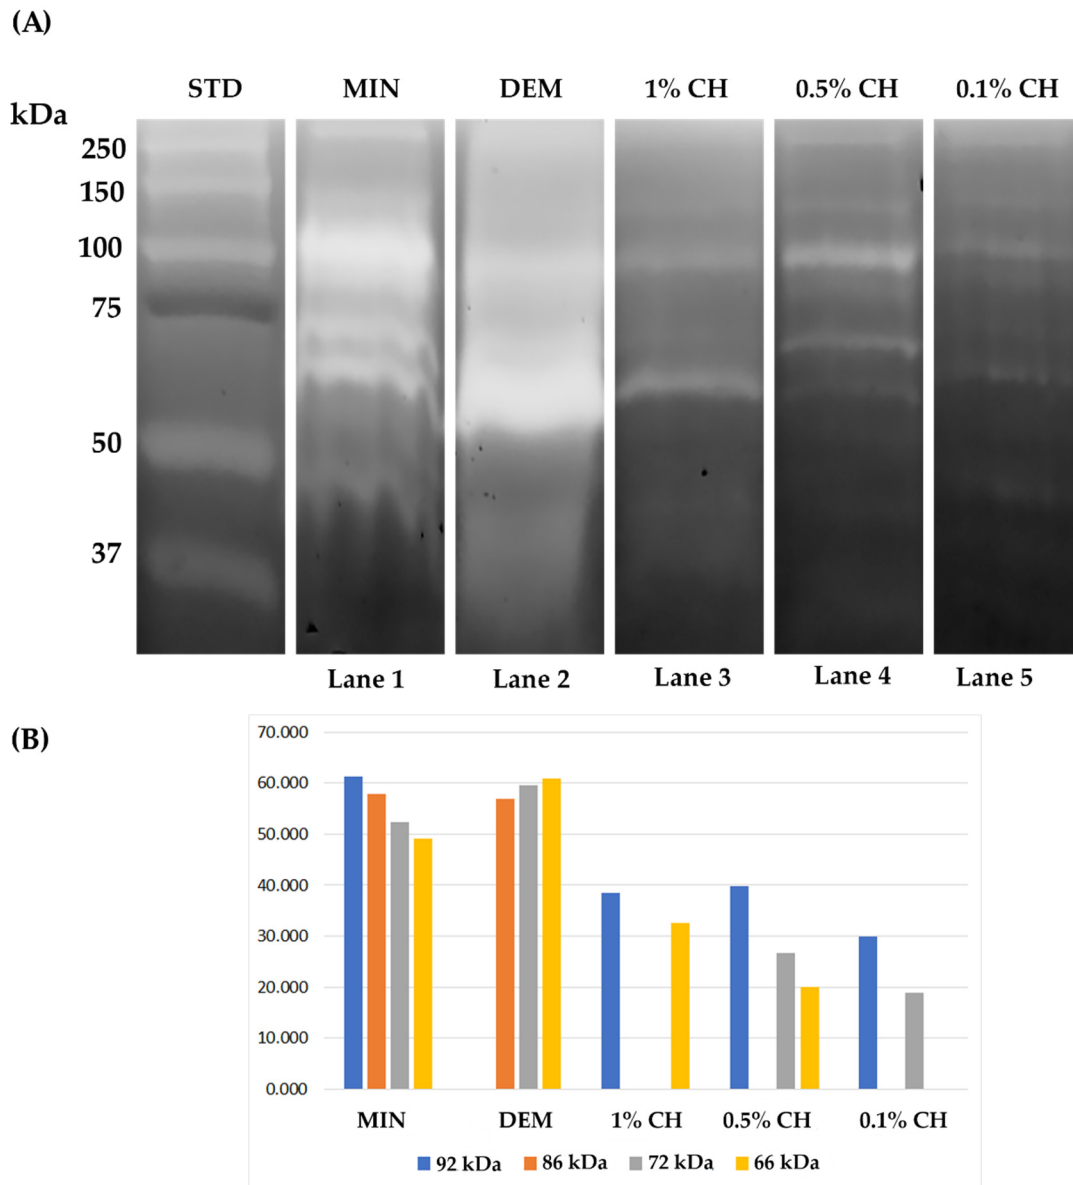 (A)
STD MIN DEM 1% CH 0.5% CH 0.1% CH
kDa
250
150
100
75
50
37
Lane 1 Lane 2 Lane 3 Lane 4 Lane 5
(B)
70.000
60.000
50.000
40.000
30.000
20.000
10.000
0.000
MIN DEM 1% CH 0.5% CH 0.1% CH
92 kDa 86 kDa 72 kDa 66 kDa